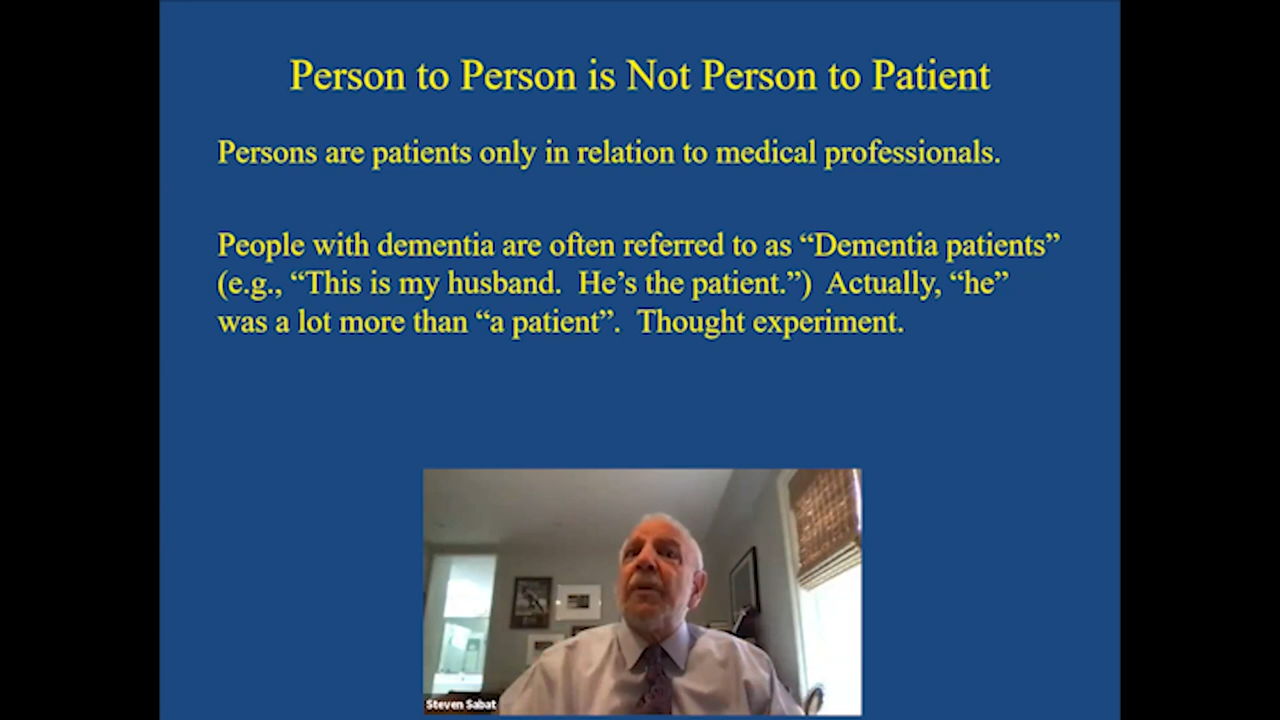 Person to Person is Not Person to Patient
Persons are patients only in relation to medical professionals.
People with dementia are often referred to as “Dementia patients”
(e.g., “This is my husband.  He’s the patient.”)  Actually, “he”
was a lot more than “a patient”.  Thought experiment.
Steven Sabat